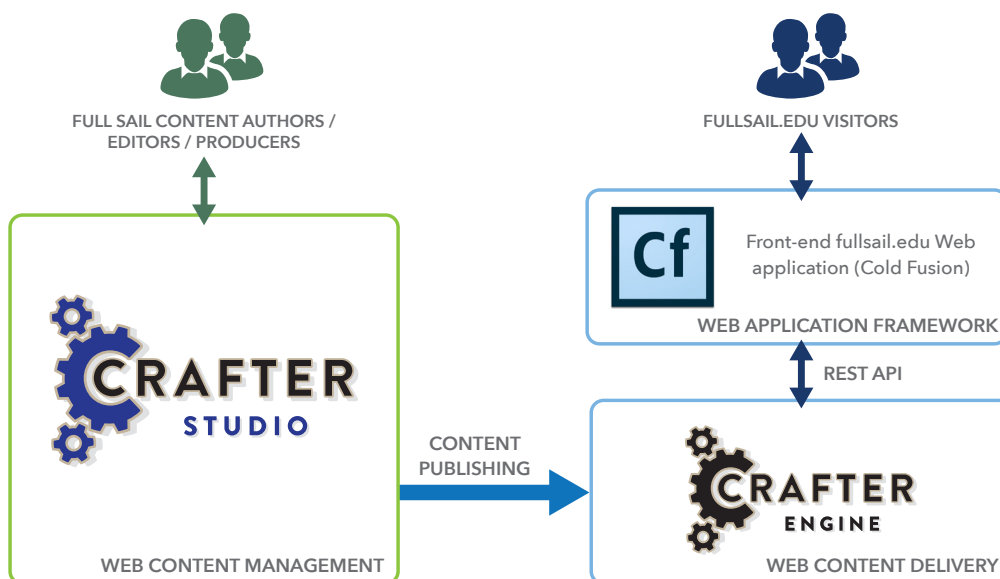 FULL SAIL CONTENT AUTHORS /
EDITORS / PRODUCERS
FULLSAIL.EDU VISITORS
Cf
Front-end fullsail.edu Web
application (Cold Fusion)
WEB APPLICATION FRAMEWORK
REST API
CRAFTER
STUDIO
WEB CONTENT MANAGEMENT
CONTENT
PUBLISHING
CRAFTER
ENGINE
WEB CONTENT DELIVERY